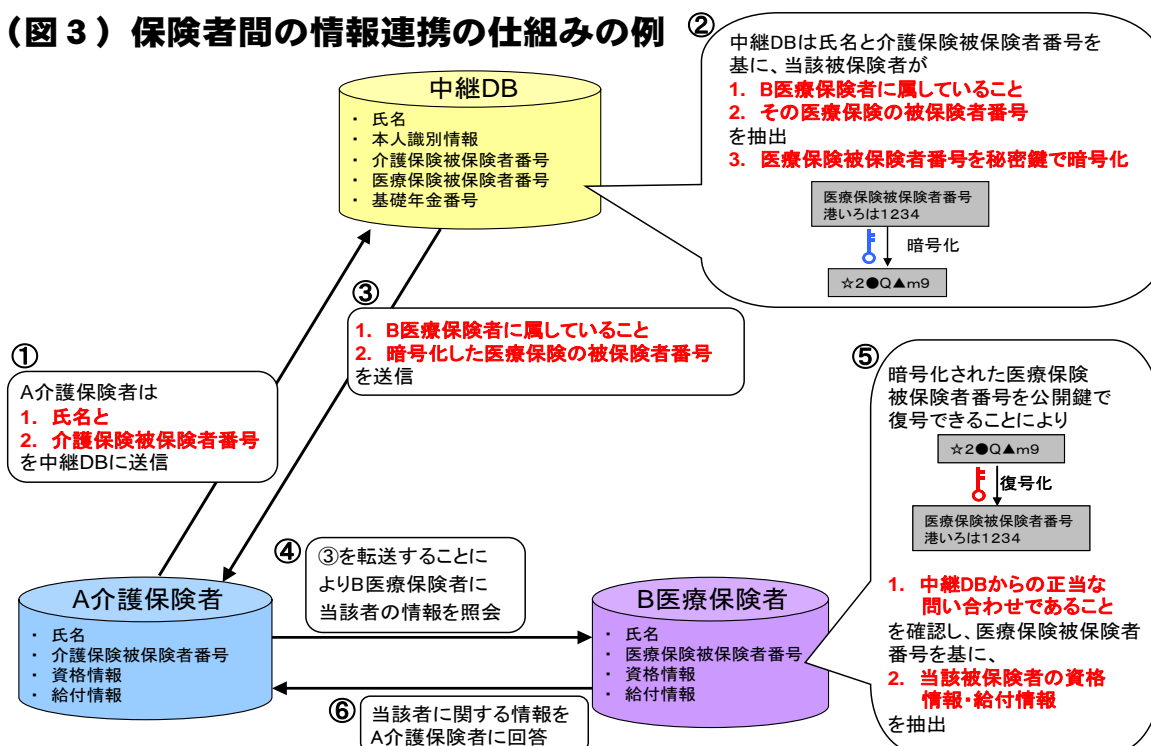 (図3)保険者間の情報連携の仕組みの例
②
中継DBは氏名と介護保険被保険者番号を
基に、当該被保険者が
1. B医療保険者に属していること
2. その医療保険の被保険者番号
を抽出
3. 医療保険被保険者番号を秘密鍵で暗号化
医療保険被保険者番号
港いろは1234
暗号化
☆2●Q▲m9
中継DB
・ 氏名
・ 本人識別情報
・ 介護保険被保険者番号
・ 医療保険被保険者番号
・ 基礎年金番号
③
1. B医療保険者に属していること
2. 暗号化した医療保険の被保険者番号
を送信
①
A介護保険者は
1. 氏名と
2. 介護保険被保険者番号
を中継DBに送信
⑤
暗号化された医療保険
被保険者番号を公開鍵で
復号できることにより
☆2●Q▲m9
復号化
医療保険被保険者番号
港いろは1234
1. 中継DBからの正当な
問い合わせであること
を確認し、医療保険被保険者
番号を基に、
2. 当該被保険者の資格
情報・給付情報
を抽出
④
③を転送することに
よりB医療保険者に
当該者の情報を照会
A介護保険者
・ 氏名
・ 介護保険被保険者番号
・ 資格情報
・ 給付情報
B医療保険者
・ 氏名
・ 医療保険被保険者番号
・ 資格情報
・ 給付情報
⑥
当該者に関する情報を
A介護保険者に回答